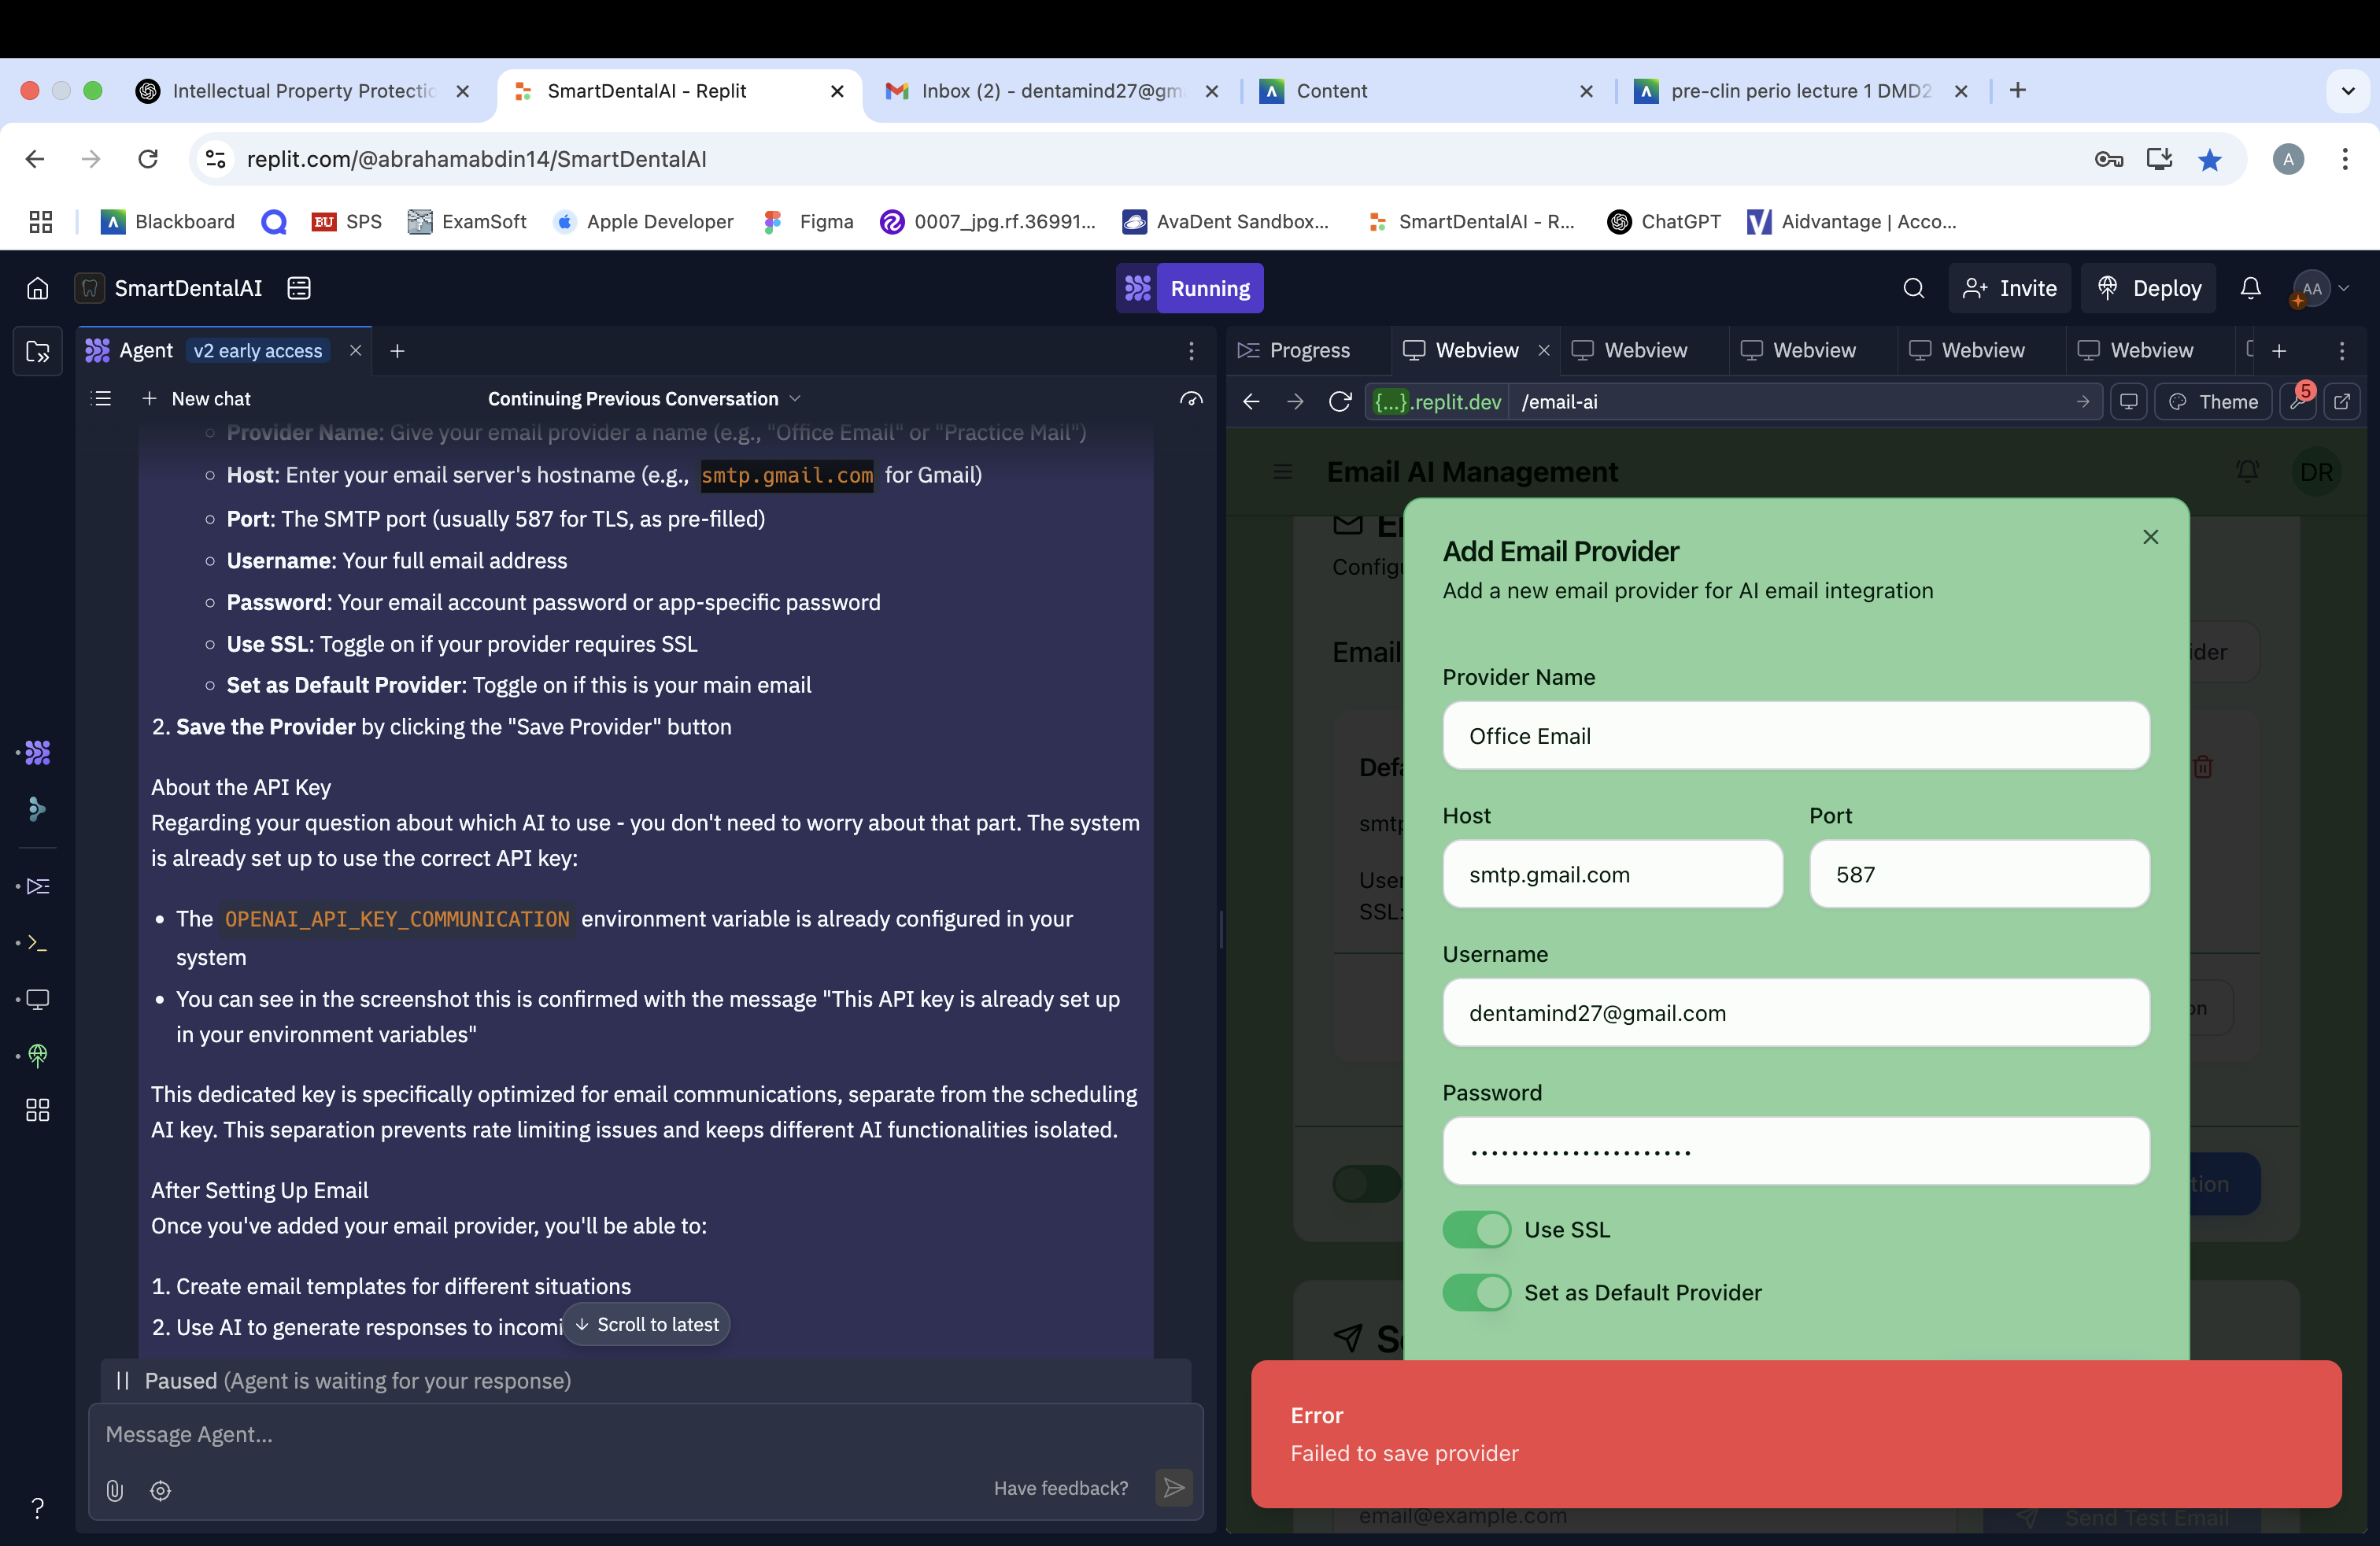 Intellectual Property Protectic
SmartDentalAI - Replit
Inbox (2) - dentamind27@gm
Content
pre-clin perio lecture 1 DMD2
replit.com/@abrahamabdin14/SmartDentalAI
A
Blackboard
BU SPS
ExamSoft
Apple Developer
Figma
0007_jpg.rf.36991...
AvaDent Sandbox...
SmartDentalAI - R...
ChatGPT
Aidvantage | Acco...
SmartDentalAI
Running
Invite
Deploy
AA
Agent v2 early access
New chat
Continuing Previous Conversation
Provider Name: Give your email provider a name (e.g., "Office Email" or "Practice Mail")
Host: Enter your email server's hostname (e.g., smtp.gmail.com for Gmail)
Port: The SMTP port (usually 587 for TLS, as pre-filled)
Username: Your full email address
Password: Your email account password or app-specific password
Use SSL: Toggle on if your provider requires SSL
Set as Default Provider: Toggle on if this is your main email
2. Save the Provider by clicking the "Save Provider" button
About the API Key
Regarding your question about which AI to use - you don't need to worry about that part. The system
is already set up to use the correct API key:
The OPENAI_API_KEY_COMMUNICATION environment variable is already configured in your
system
You can see in the screenshot this is confirmed with the message "This API key is already set up
in your environment variables"
This dedicated key is specifically optimized for email communications, separate from the scheduling
AI key. This separation prevents rate limiting issues and keeps different AI functionalities isolated.
After Setting Up Email
Once you've added your email provider, you'll be able to:
1. Create email templates for different situations
2. Use AI to generate responses to incomi
Scroll to latest
Paused (Agent is waiting for your response)
Message Agent...
Have feedback?
?
Progress
Webview
Webview
Webview
Webview
Webview
{...}.replit.dev
/email-ai
Theme
5
Email AI Management
DR
Config
Email
ider
Defa
smtp
User
SSL:
on
tion
Add Email Provider
Add a new email provider for AI email integration
Provider Name
Office Email
Host
Port
smtp.gmail.com
587
Username
dentamind27@gmail.com
Password
Use SSL
Set as Default Provider
Error
Failed to save provider
email@example.com
Send Test Email